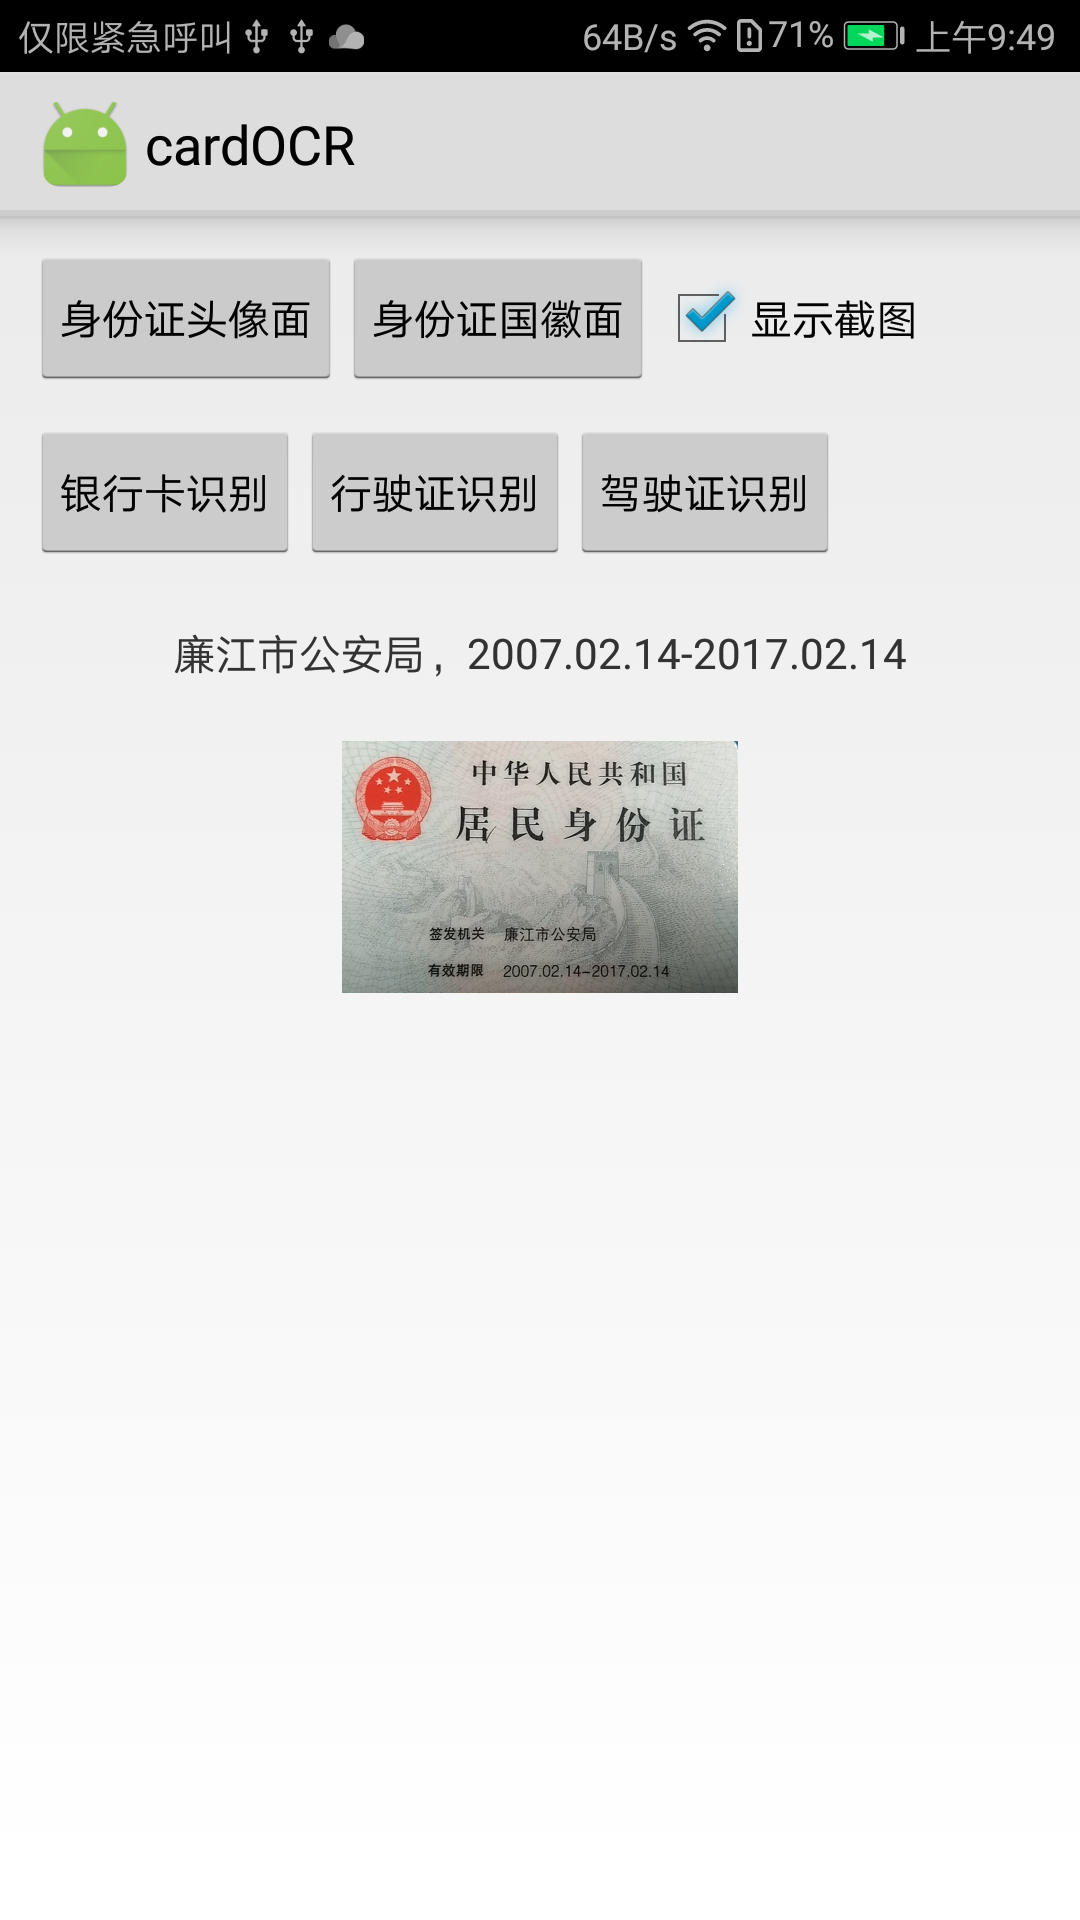 仅限紧急呼叫 64B/s 71% 上午9:49
cardOCR
身份证头像面 身份证国徽面 显示截图
银行卡识别 行驶证识别 驾驶证识别
廉江市公安局，2007.02.14-2017.02.14
中华人民共和国
居民身份证
签发机关 廉江市公安局
有效期限 2007.02.14-2017.02.14